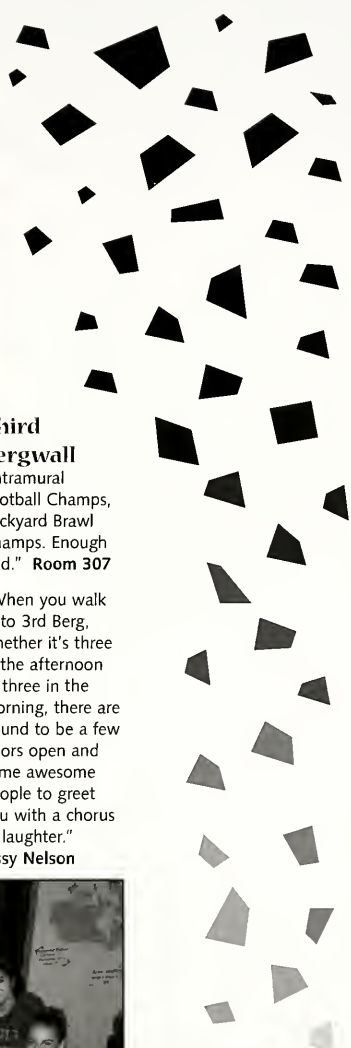 hird
ergwall
ntramural
otball Champs,
ckyard Brawl
hamps. Enough
d." Room 307
hen you walk
to 3rd Berg,
hether it's three
the afternoon
three in the
orning, there are
und to be a few
ors open and
me awesome
ople to greet
u with a chorus
laughter."
ssy Nelson